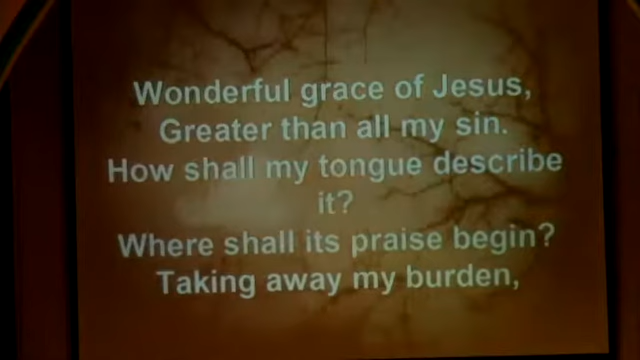 Wonderful grace of Jesus,
Greater than all my sin.
How shall my tongue describe
it?
Where shall its praise begin?
Taking away my burden,